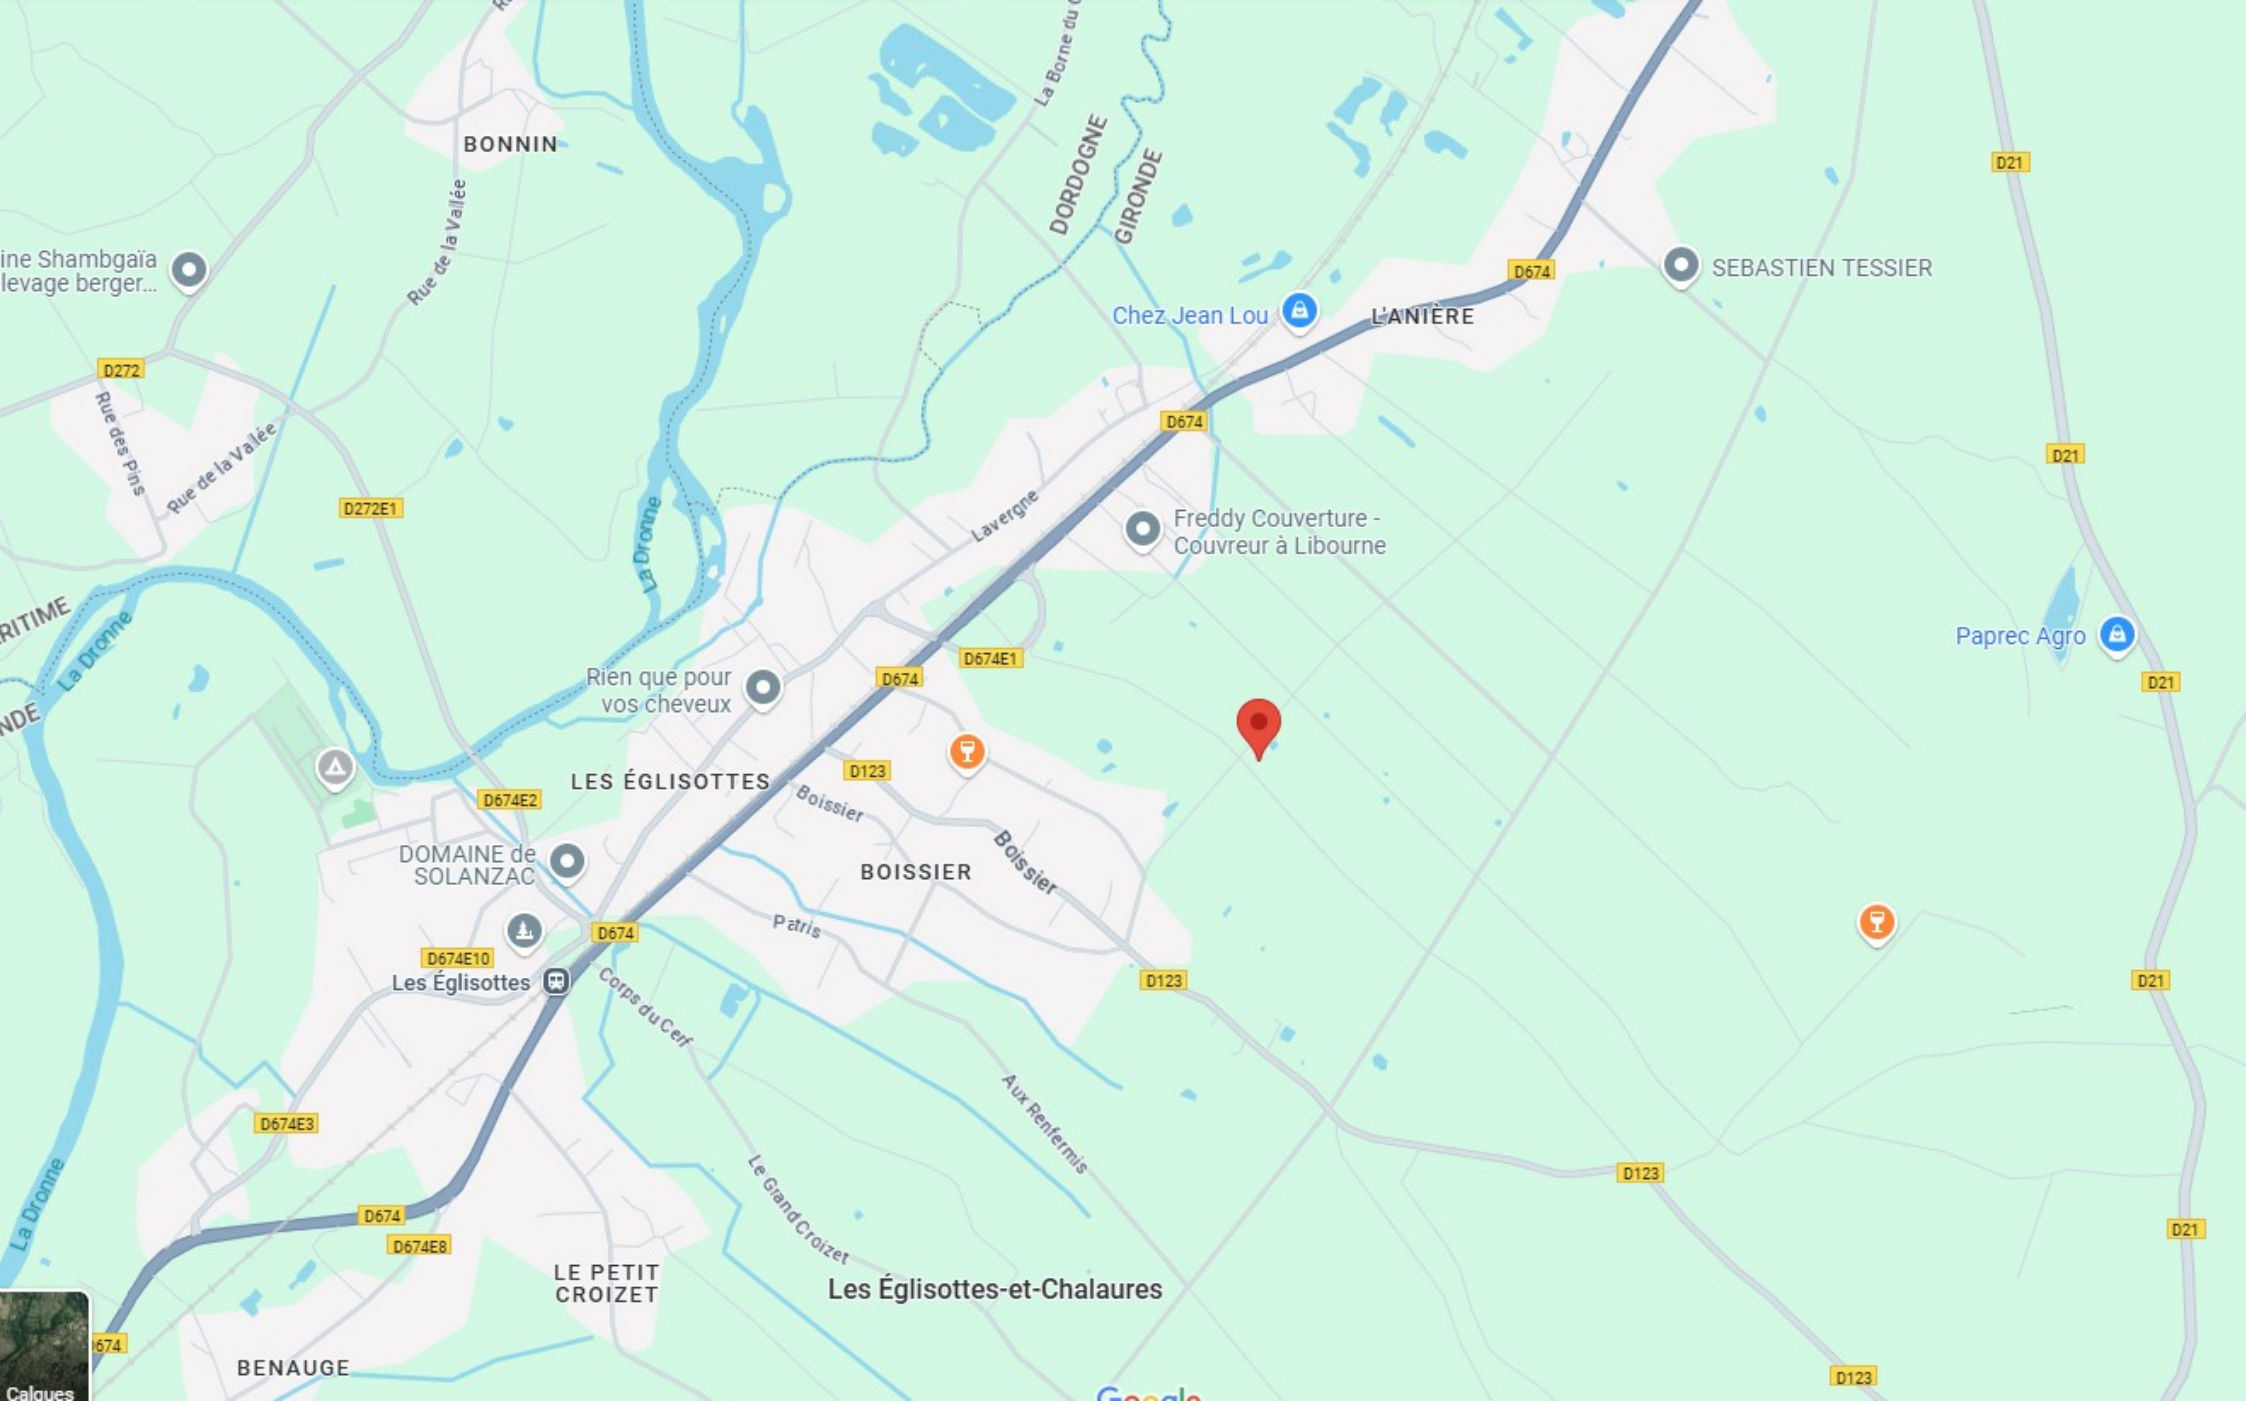 BONNIN
La Borne du
DORDOGNE
GIRONDE
D21
Rue de la Vallée
ine Shambgaïa
levage berger...
D674
SEBASTIEN TESSIER
Chez Jean Lou
L'ANIÈRE
D272
Rue des Pins
Rue de la Vallée
D674
D21
D272E1
Lavergne
La Dronne
Freddy Couverture -
Couvreur à Libourne
RITIME
La Dronne
Paprec Agro
D674E1
D674
D21
Rien que pour
vos cheveux
NDE
LES ÉGLISOTTES
D123
D674E2
Boissier
Boissier
DOMAINE de
SOLANZAC
BOISSIER
Patris
D674
D674E10
Les Églisottes
Corps du Cerf
D123
D21
Aux Renfermis
D674E3
La Dronne
Le Grand Croizet
D123
D674
D674E8
D21
LE PETIT
CROIZET
Les Églisottes-et-Chalaures
674
BENAUGE
D123
Calques
Google